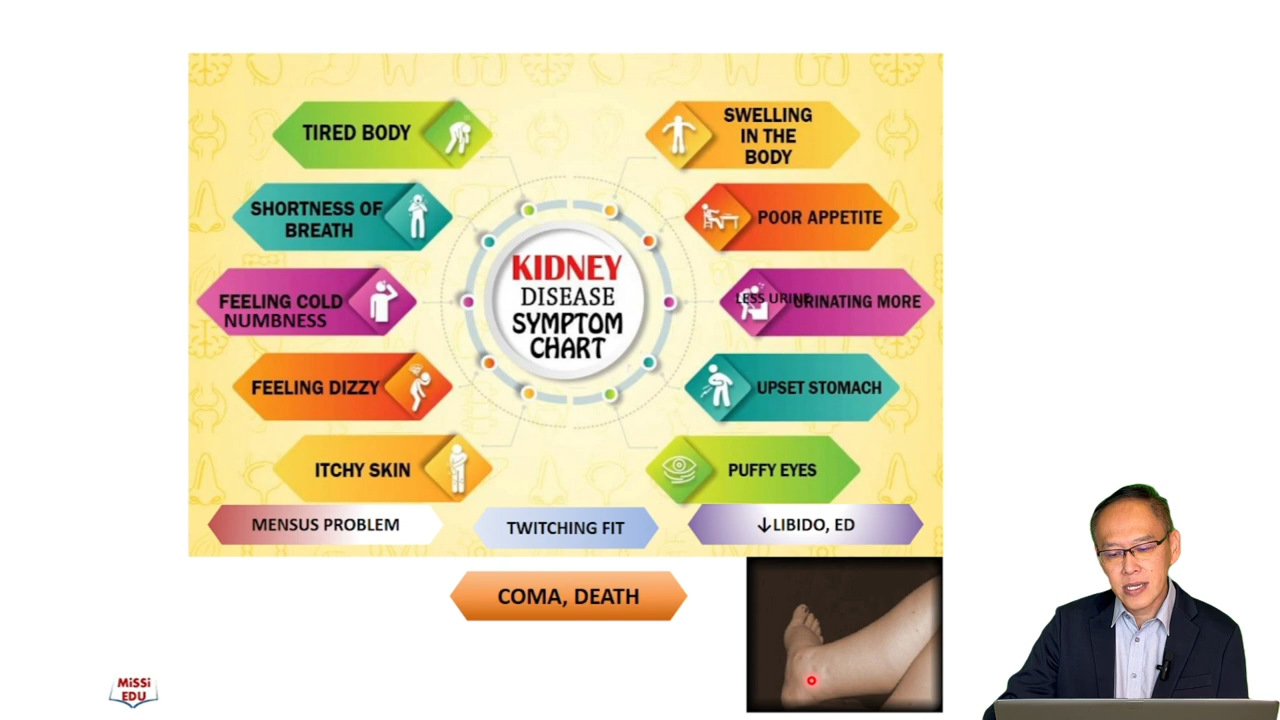 TIRED BODY
SWELLING
IN THE
BODY
SHORTNESS OF
BREATH
POOR APPETITE
KIDNEY
DISEASE
SYMPTOM
CHART
FEELING COLD
NUMBNESS
LESS URINE
URINATING MORE
FEELING DIZZY
UPSET STOMACH
ITCHY SKIN
PUFFY EYES
MENSUS PROBLEM
TWITCHING FIT
↓LIBIDO, ED
COMA, DEATH
MiSSi
EDU